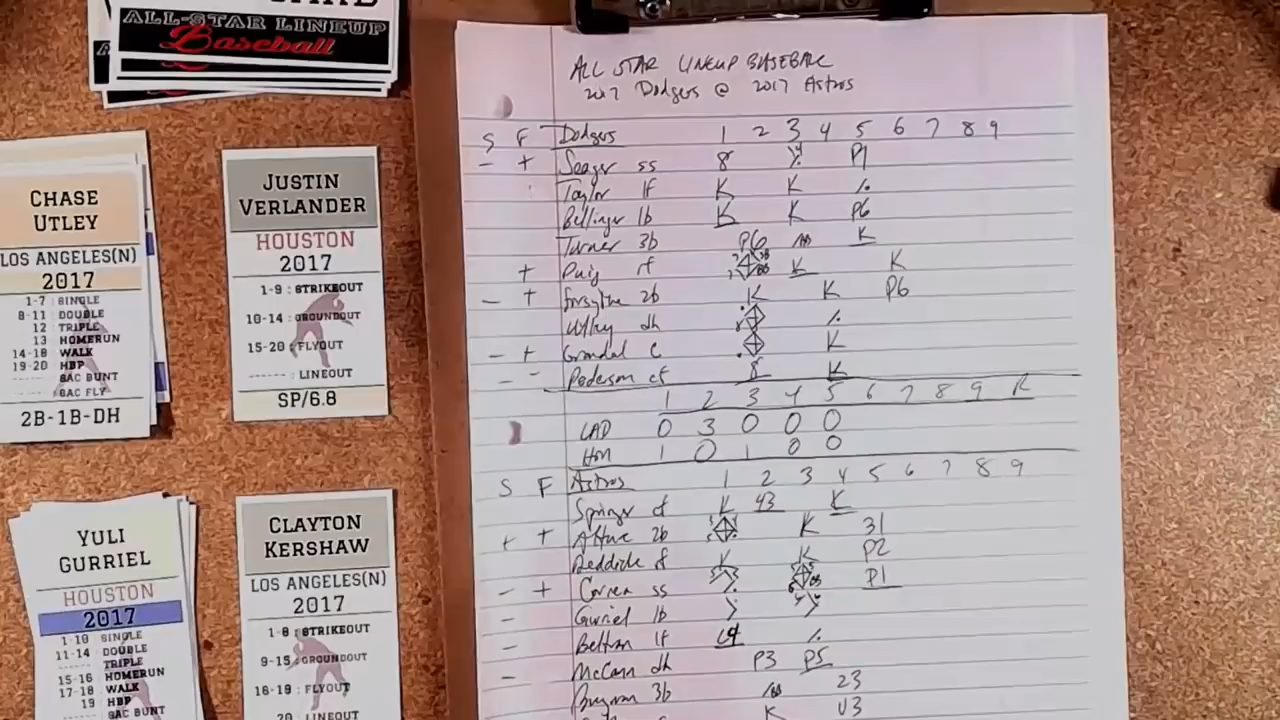 ALL-STAR LINEUP
Baseball
CHASE
UTLEY
LOS ANGELES(N)
2017
1-7 : SINGLE
8-11 : DOUBLE
12 : TRIPLE
13 : HOMERUN
14-18 : WALK
19-20 : HBP
------ : SAC BUNT
------ : SAC FLY
2B-1B-DH
JUSTIN
VERLANDER
HOUSTON
2017
1-9 : STRIKEOUT
10-14 : GROUNDOUT
15-20 : FLYOUT
------ : LINEOUT
SP/6.8
YULI
GURRIEL
HOUSTON
2017
1-10 SINGLE
11-14 : DOUBLE
------ : TRIPLE
15-16 : HOMERUN
17-18 : WALK
19 : HBP
SAC BUNT
CLAYTON
KERSHAW
LOS ANGELES(N)
2017
1-8 : STRIKEOUT
9-15 : GROUNDOUT
16-19 : FLYOUT
20 : LINEOUT
ALL STAR LINEUP BASEBALL
2017 Dodgers @ 2017 Astros
S F Dodgers 1 2 3 4 5 6 7 8 9
- + Seager ss 8 P1
Taylor lf K K
Bellinger 1b K K P6
Turner 3b P6 K
+ Puig rf K K
- + Forsythe 2b K K P6
Utley dh
- + Grandal c K
- - Pederson cf 8 K
1 2 3 4 5 6 7 8 9 R
LAD 0 3 0 0 0
HOU 1 0 1 0 0
S F Astros 1 2 3 4 5 6 7 8 9
Springer cf K 43 K
+ + Altuve 2b K 31
Reddick rf K K P2
- + Correa ss P1
- Gurriel 1b
- Beltran lf L4
- McCann dh P3 P5
Bregman 3b 23
K U3